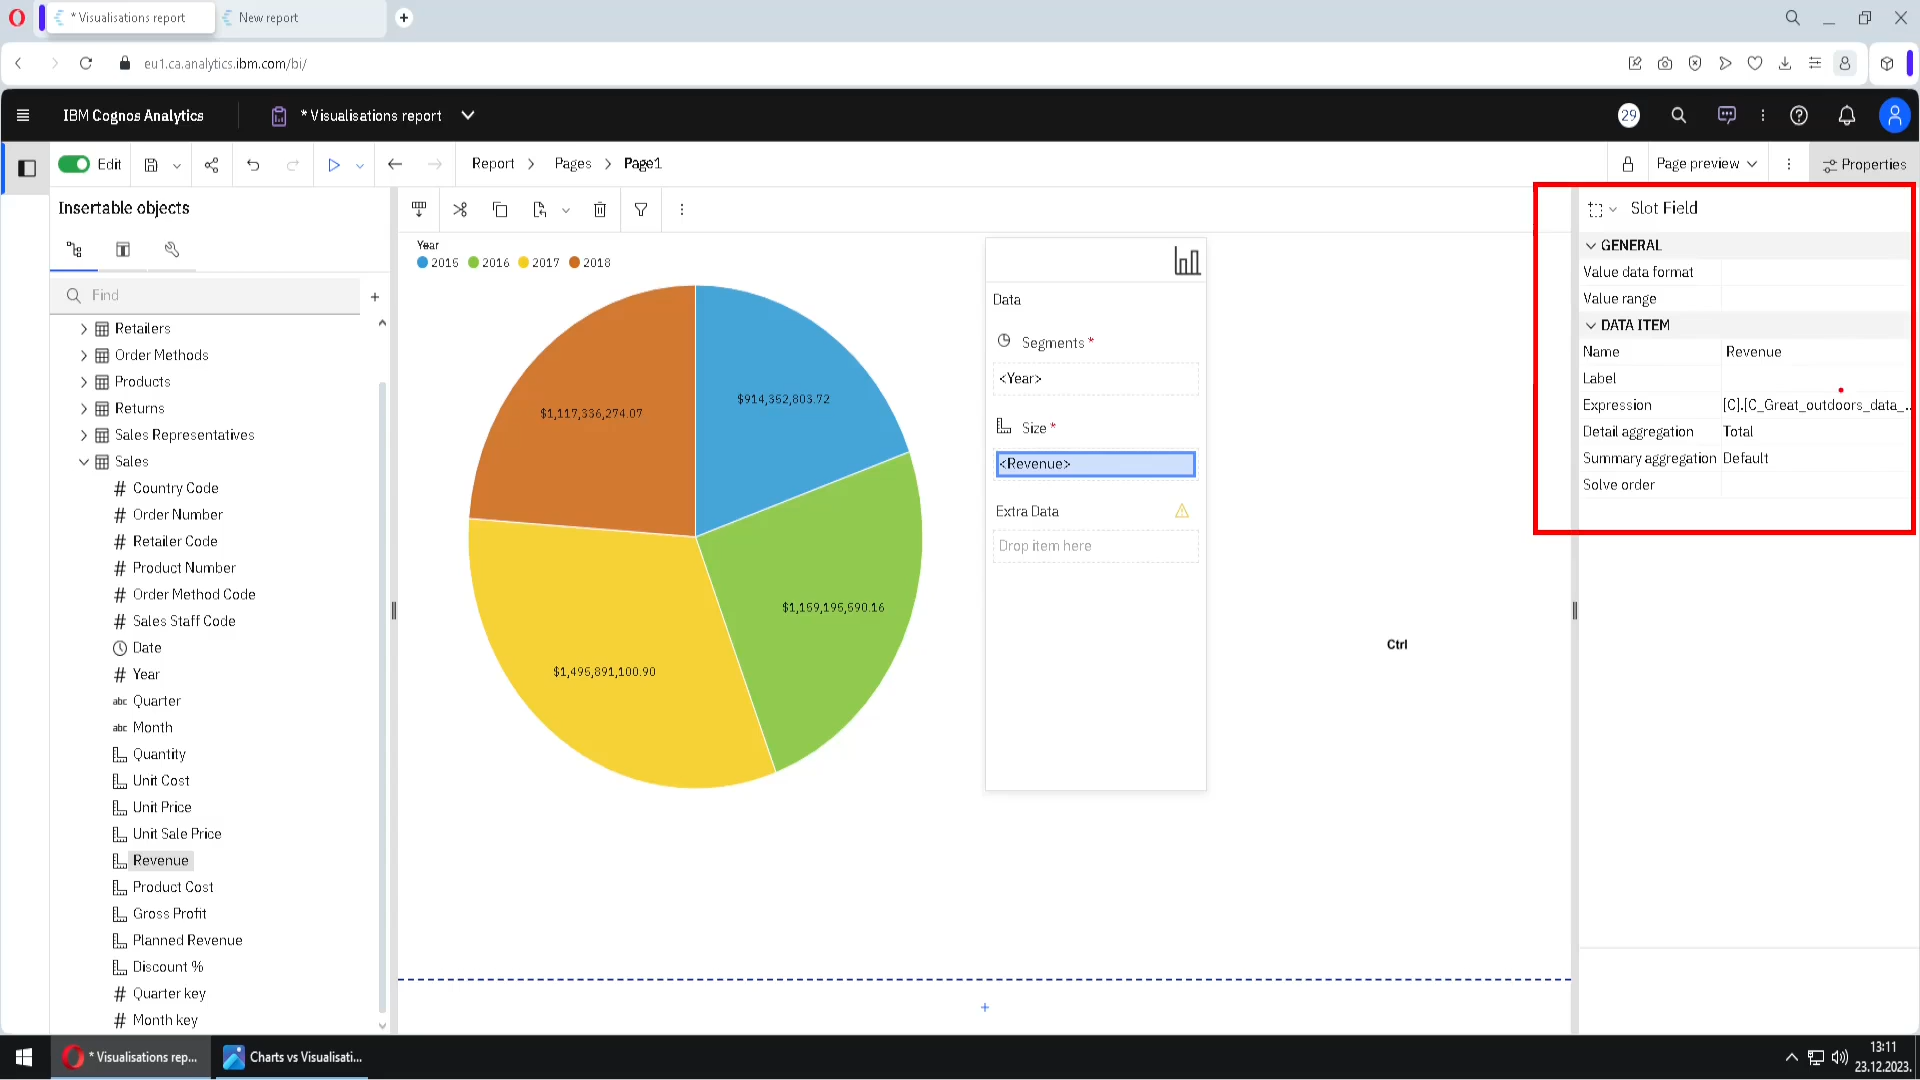 * Visualisations report
New report
eu1.ca.analytics.ibm.com/bi/
IBM Cognos Analytics
* Visualisations report
29
Edit
Report > Pages > Page1
Page preview
Properties
Insertable objects
Find
Retailers
Order Methods
Products
Returns
Sales Representatives
Sales
# Country Code
# Order Number
# Retailer Code
# Product Number
# Order Method Code
# Sales Staff Code
Date
# Year
abc Quarter
abc Month
Quantity
Unit Cost
Unit Price
Unit Sale Price
Revenue
Product Cost
Gross Profit
Planned Revenue
Discount %
# Quarter key
# Month key
Year
2015 2016 2017 2018
$1,117,336,274.07
$914,352,803.72
$1,159,195,590.16
$1,495,891,100.90
Data
Segments *
<Year>
Size *
<Revenue>
Extra Data
Drop item here
Ctrl
Slot Field
GENERAL
Value data format
Value range
DATA ITEM
Name Revenue
Label
Expression [C].[C_Great_outdoors_data_...
Detail aggregation Total
Summary aggregation Default
Solve order
* Visualisations rep...
Charts vs Visualisati...
13:11
23.12.2023.